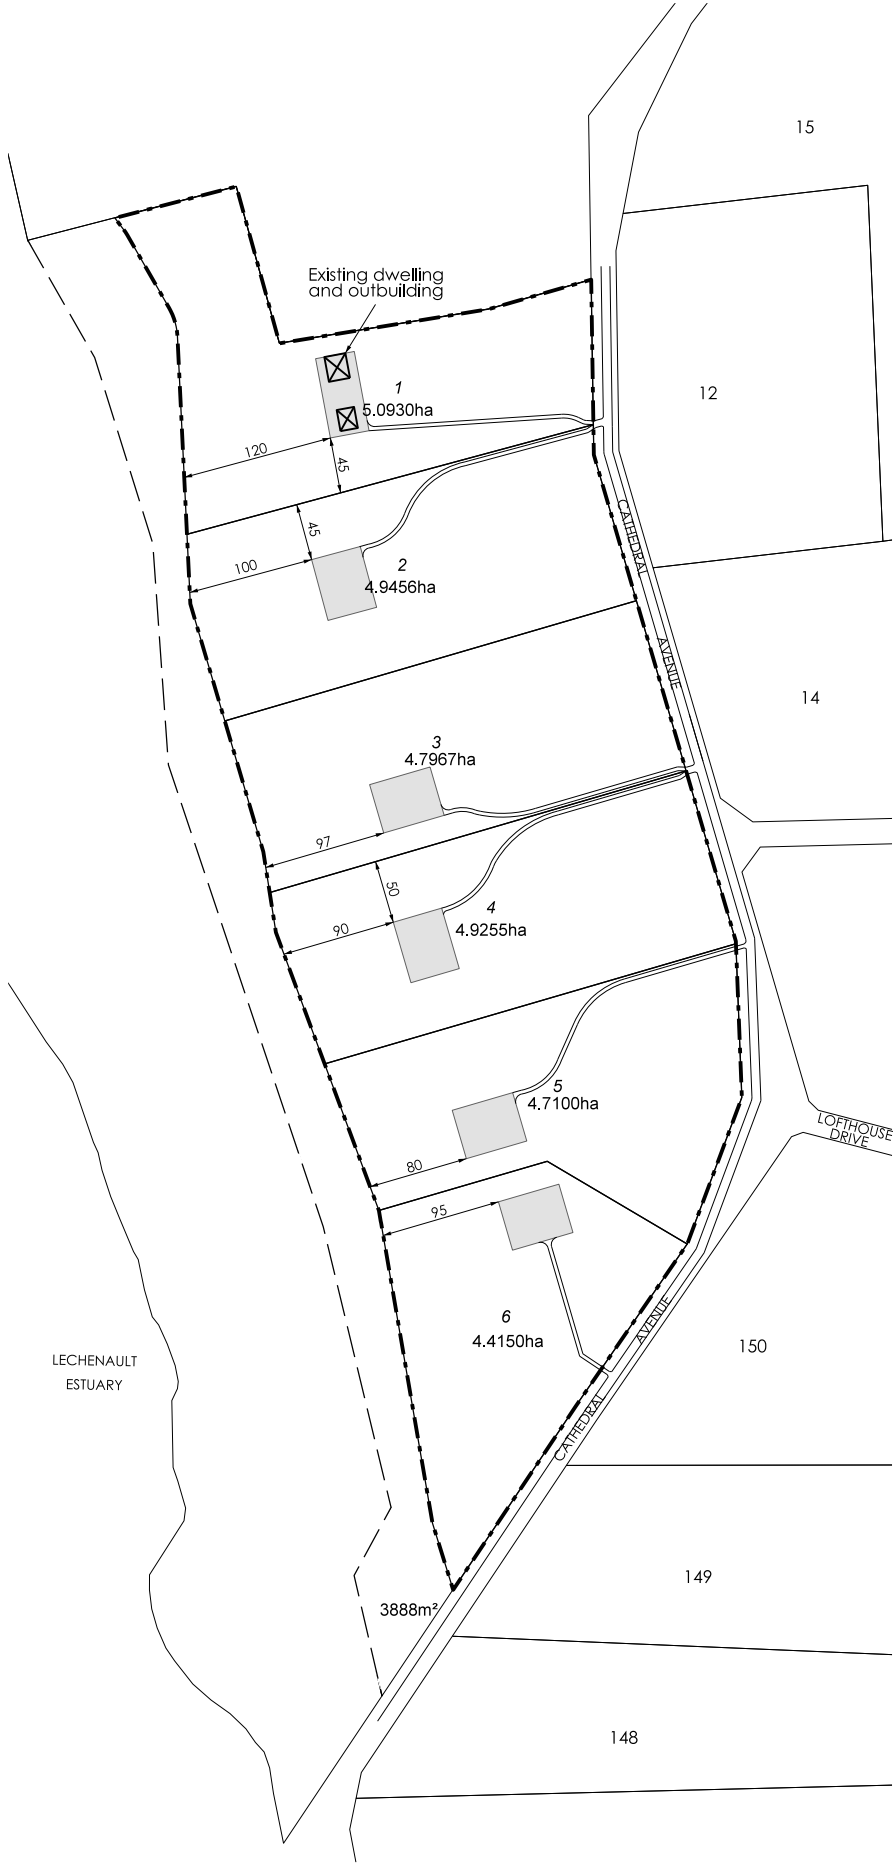 15
Existing dwelling
and outbuilding
1
5.0930ha
12
120
45
45
CATHEDRAL
100
2
4.9456ha
AVENUE
14
3
4.7967ha
97
50
4
4.9255ha
90
5
4.7100ha
LOFTHOUSE
DRIVE
80
95
6
4.4150ha
AVENUE
150
LECHENAULT
ESTUARY
CATHEDRAL
149
3888m²
148